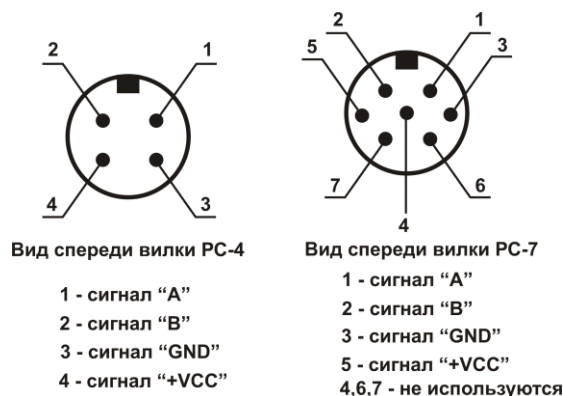 2
1
4
3
Вид спереди вилки РС-4
1 - сигнал “А”
2 - сигнал “В”
3 - сигнал “GND”
4 - сигнал “+VCC”
2
1
5
3
7
6
4
Вид спереди вилки РС-7
1 - сигнал “А”
2 - сигнал “В”
3 - сигнал “GND”
5 - сигнал “+VCC”
4,6,7 - не используются